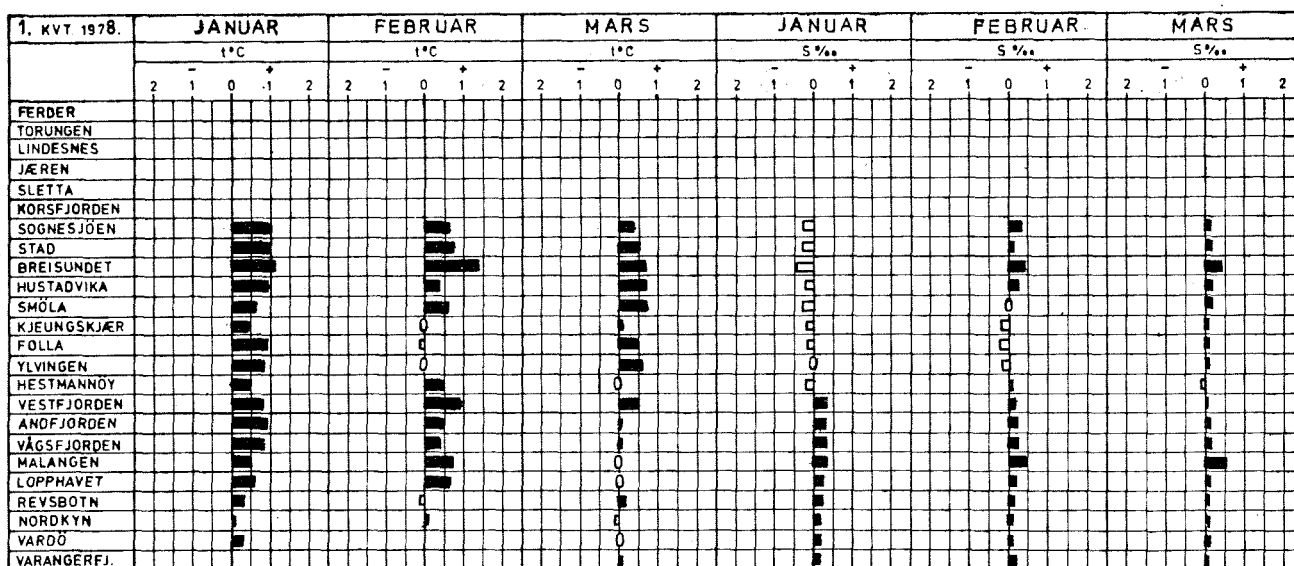 1. KVT 1978. JANUAR FEBRUAR MARS JANUAR FEBRUAR MARS
t°C t°C t°C S ‰ S ‰ S ‰
- + - + - + - + - + - +
2 1 0 1 2 2 1 0 1 2 2 1 0 1 2 2 1 0 1 2 2 1 0 1 2 2 1 0 1 2
FERDER
TORUNGEN
LINDESNES
JÆREN
SLETTA
KORSFJORDEN
SOGNESJÖEN
STAD
BREISUNDET
HUSTADVIKA
SMÖLA
KJEUNGSKJÆR
FOLLA
YLVINGEN
HESTMANNÖY
VESTFJORDEN
ANDFJORDEN
VÅGSFJORDEN
MALANGEN
LOPPHAVET
REVSBOTN
NORDKYN
VARDÖ
VARANGERFJ.